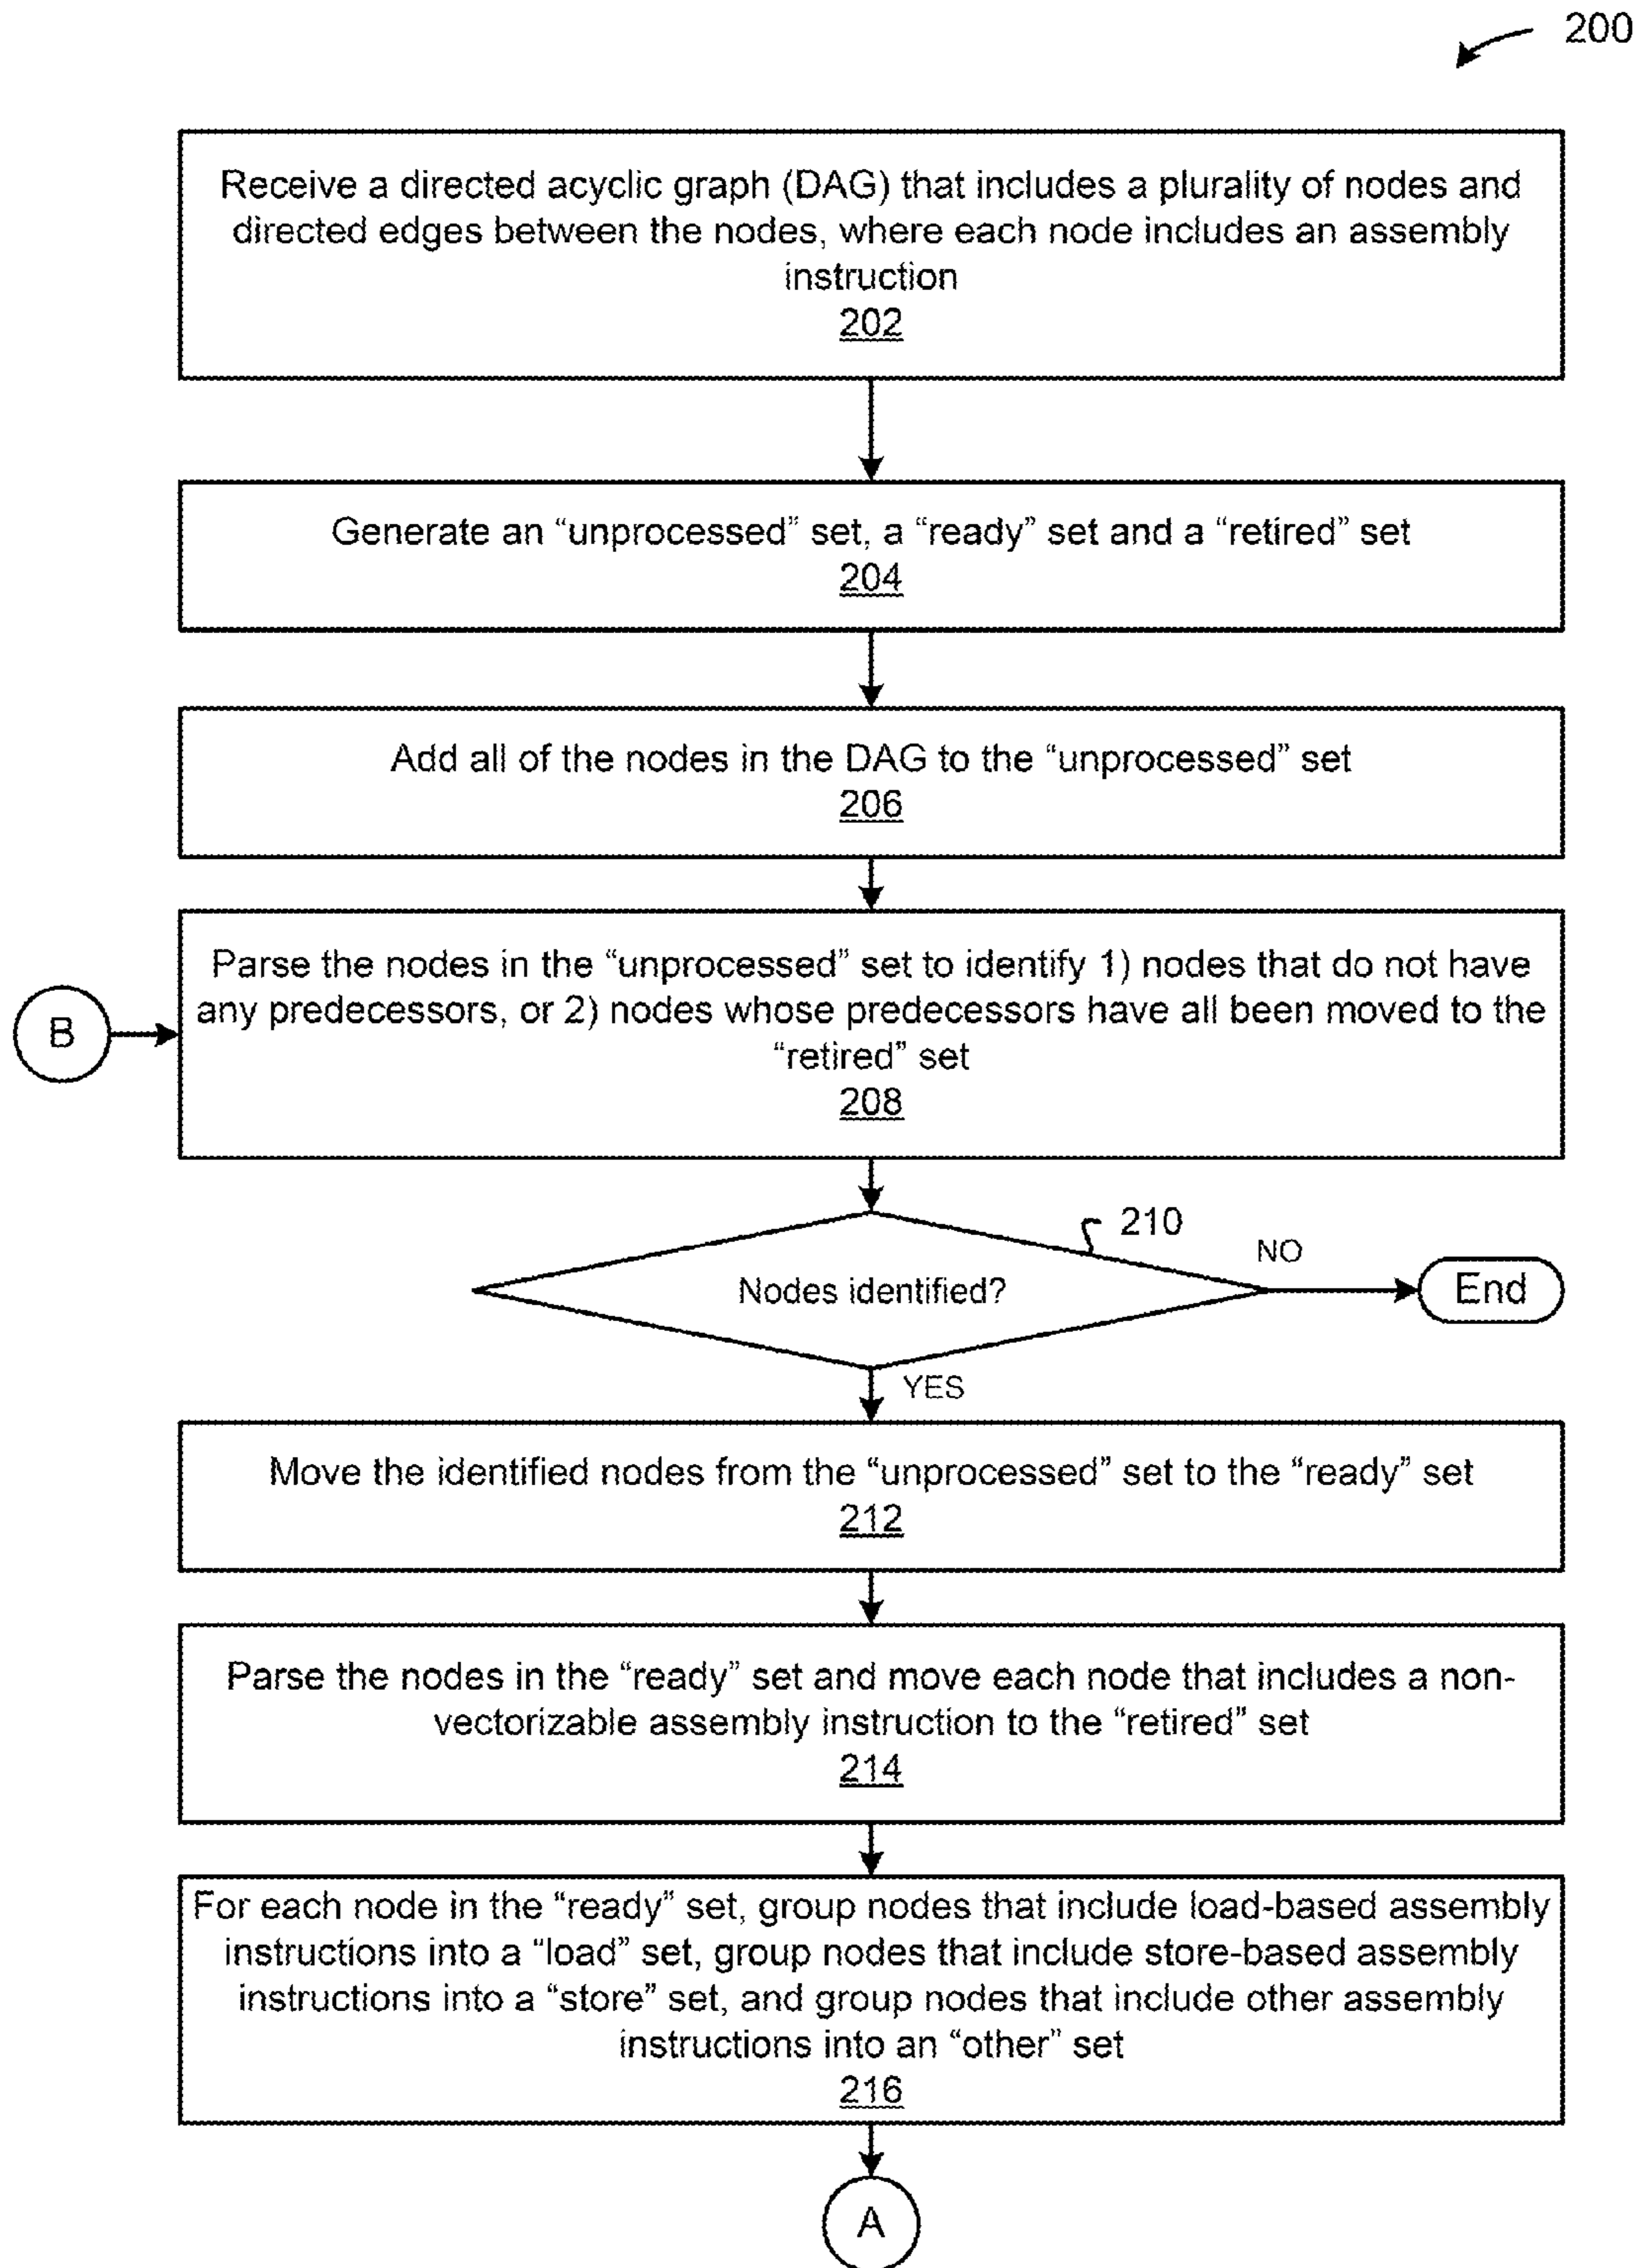 200
Receive a directed acyclic graph (DAG) that includes a plurality of nodes and
directed edges between the nodes, where each node includes an assembly
instruction
202
Generate an “unprocessed” set, a “ready” set and a “retired” set
204
Add all of the nodes in the DAG to the “unprocessed” set
206
Parse the nodes in the “unprocessed” set to identify 1) nodes that do not have
any predecessors, or 2) nodes whose predecessors have all been moved to the
“retired” set
208
B
210
NO
Nodes identified?
End
YES
Move the identified nodes from the “unprocessed” set to the “ready” set
212
Parse the nodes in the “ready” set and move each node that includes a non-
vectorizable assembly instruction to the “retired” set
214
For each node in the “ready” set, group nodes that include load-based assembly
instructions into a “load” set, group nodes that include store-based assembly
instructions into a “store” set, and group nodes that include other assembly
instructions into an “other” set
216
A